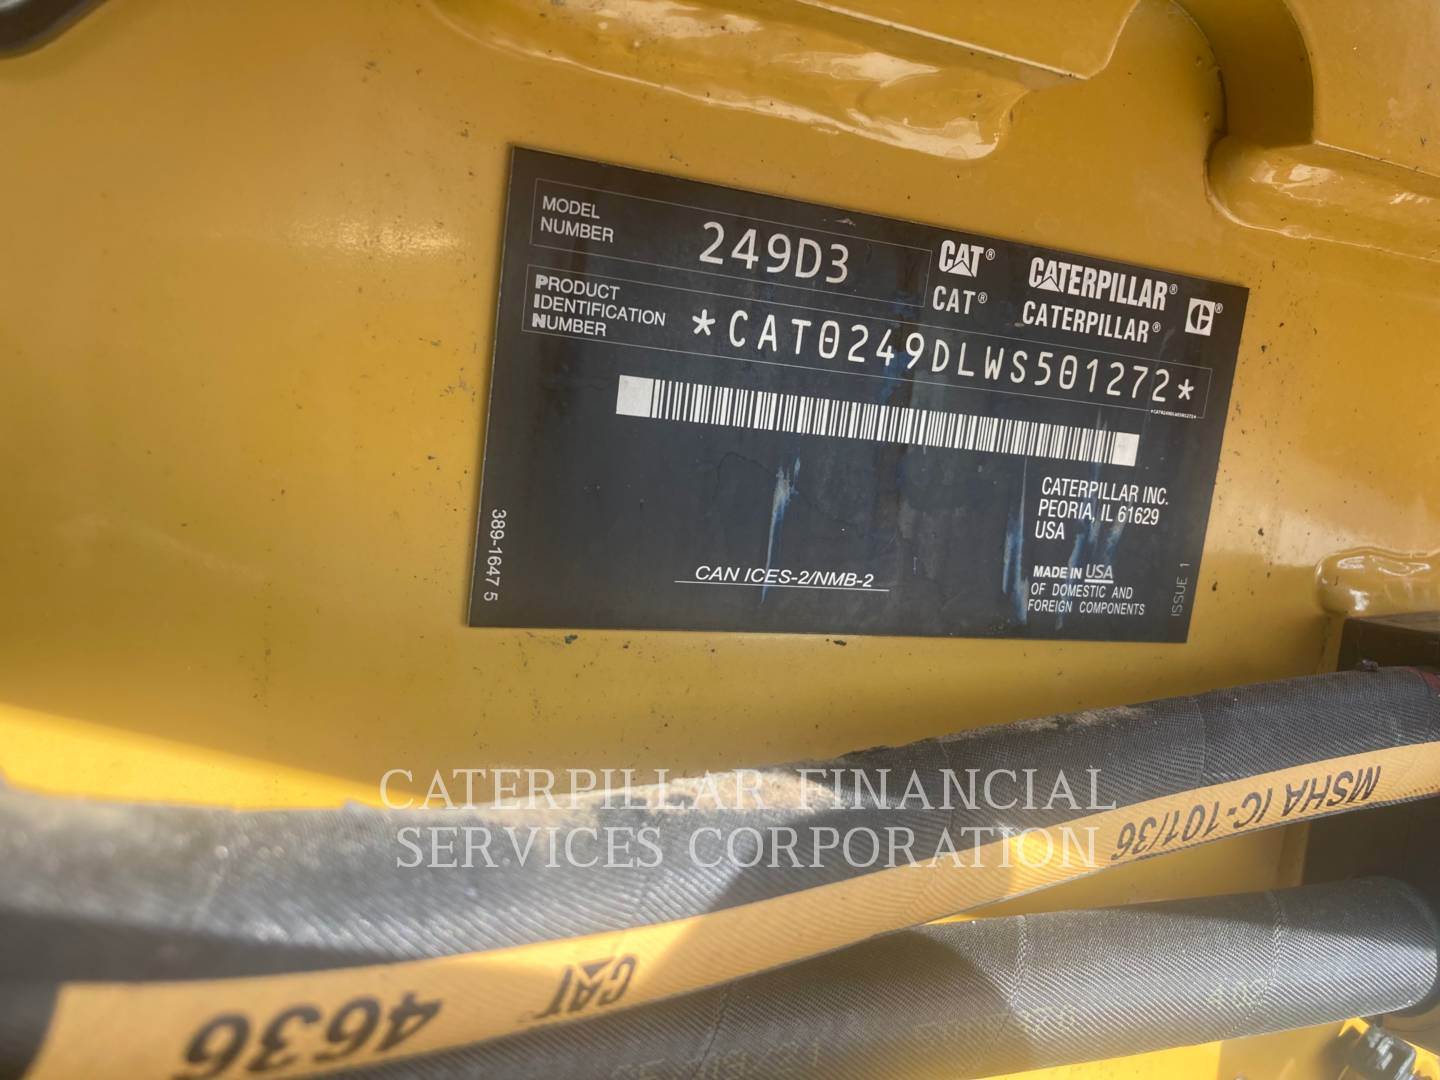 MODEL
NUMBER
249D3
CAT®
CAT®
CATERPILLAR®
CATERPILLAR®
C®
PRODUCT
IDENTIFICATION
NUMBER
*CAT0249DLWS501272*
*CAT0249DLWS501272*
CATERPILLAR INC.
PEORIA, IL 61629
USA
CAN ICES-2/NMB-2
MADE IN USA
OF DOMESTIC AND
FOREIGN COMPONENTS
389-1647 5
ISSUE 1
CATERPILLAR FINANCIAL
SERVICES CORPORATION
MSHA IC-101/36
CAT
4636